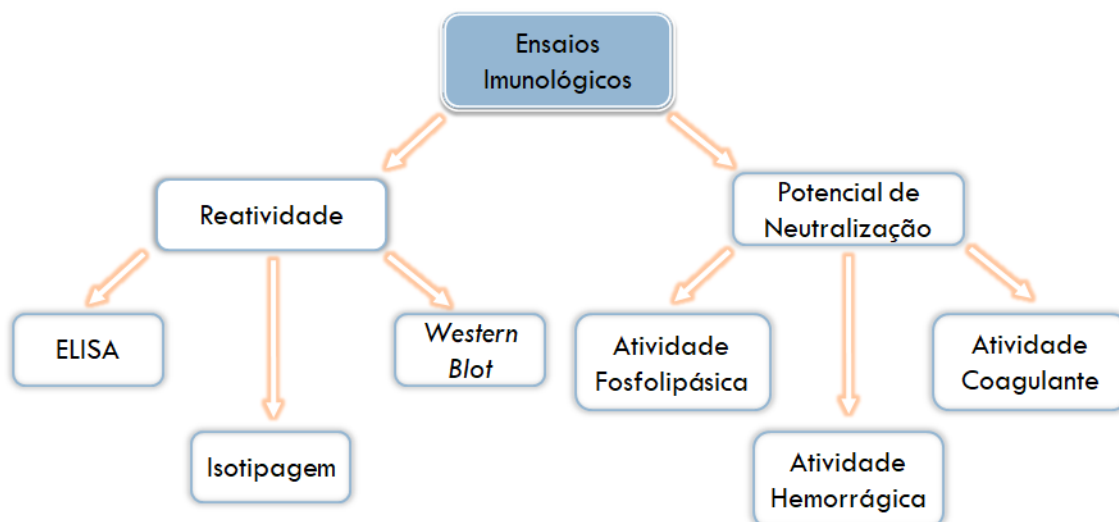 Ensaios
Imunológicos
Reatividade
Potencial de
Neutralização
ELISA
Isotipagem
Western
Blot
Atividade
Fosfolipásica
Atividade
Hemorrágica
Atividade
Coagulante